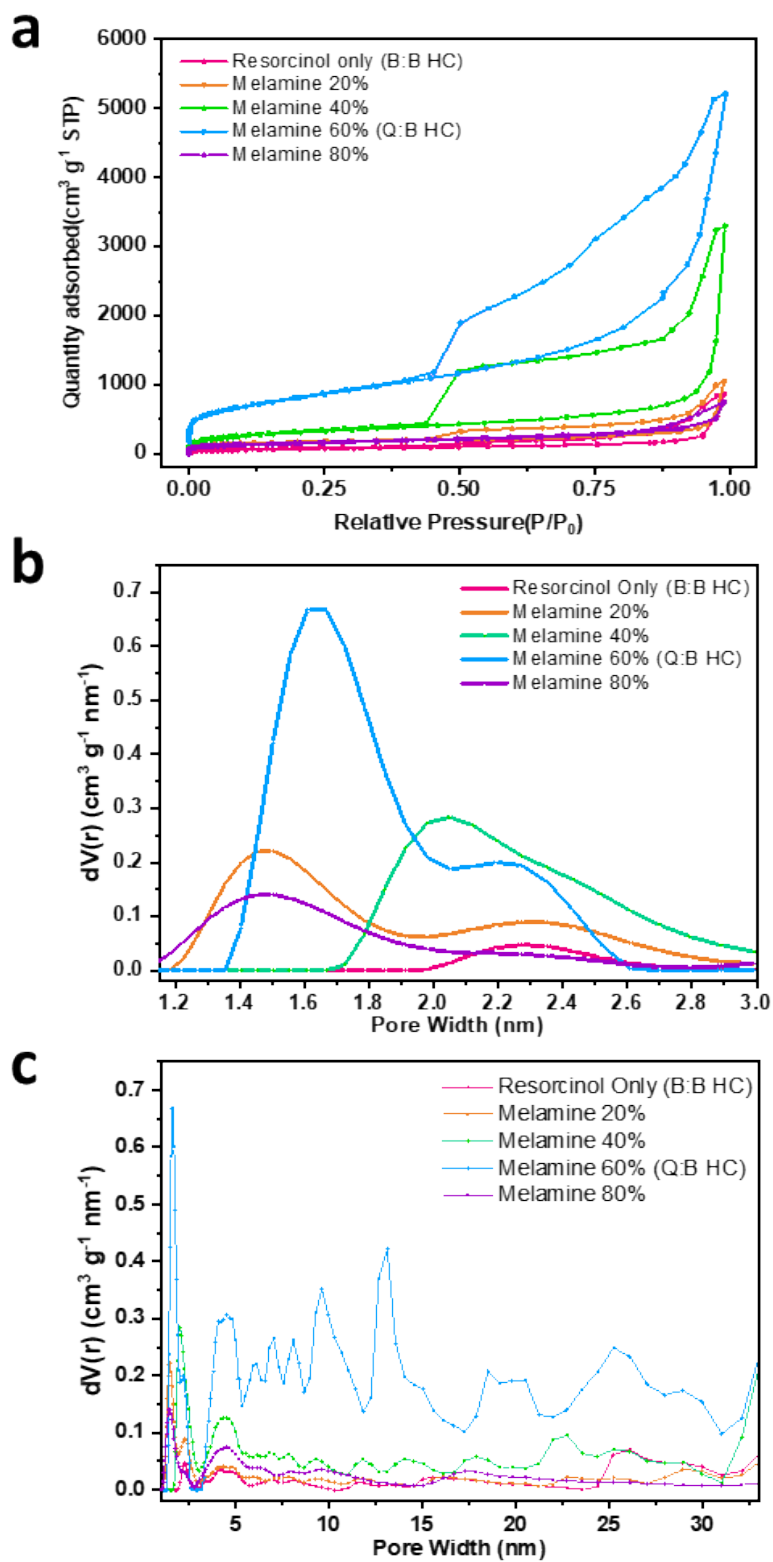 a
6000
5000
4000
3000
2000
1000
0
Quantity adsorbed(cm³ g⁻¹ STP)
Resorcinol only (B:B HC)
Melamine 20%
Melamine 40%
Melamine 60% (Q:B HC)
Melamine 80%
0.00 0.25 0.50 0.75 1.00
Relative Pressure(P/P₀)
b
0.7
0.6
0.5
0.4
0.3
0.2
0.1
0.0
dV(r) (cm³ g⁻¹ nm⁻¹)
Resorcinol Only (B:B HC)
Melamine 20%
Melamine 40%
Melamine 60% (Q:B HC)
Melamine 80%
1.2 1.4 1.6 1.8 2.0 2.2 2.4 2.6 2.8 3.0
Pore Width (nm)
c
0.7
0.6
0.5
0.4
0.3
0.2
0.1
0.0
dV(r) (cm³ g⁻¹ nm⁻¹)
Resorcinol Only (B:B HC)
Melamine 20%
Melamine 40%
Melamine 60% (Q:B HC)
Melamine 80%
5 10 15 20 25 30
Pore Width (nm)